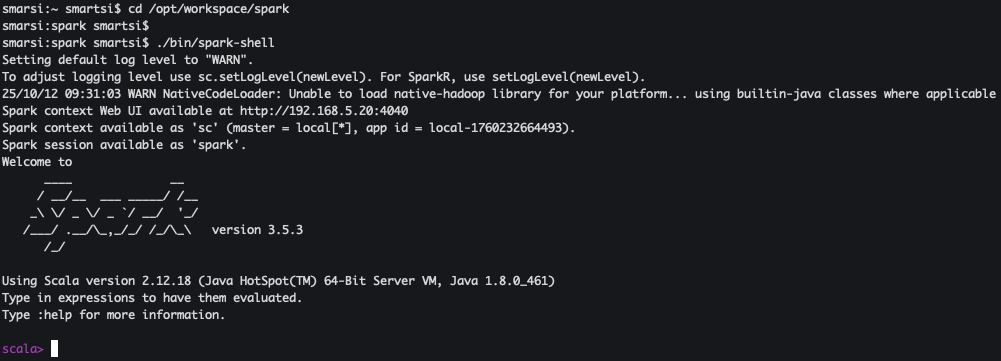 smarsi:~ smartsi$ cd /opt/workspace/spark
smarsi:spark smartsi$
smarsi:spark smartsi$ ./bin/spark-shell
Setting default log level to "WARN".
To adjust logging level use sc.setLogLevel(newLevel). For SparkR, use setLogLevel(newLevel).
25/10/12 09:31:03 WARN NativeCodeLoader: Unable to load native-hadoop library for your platform... using builtin-java classes where applicable
Spark context Web UI available at http://192.168.5.20:4040
Spark context available as 'sc' (master = local[*], app id = local-1760232664493).
Spark session available as 'spark'.
Welcome to
      ____              __
     / __/__  ___ _____/ /__
    _\ \/ _ \/ _ `/ __/  '_/
   /___/ .__/\_,_/_/ /_/\_\   version 3.5.3
      /_/
Using Scala version 2.12.18 (Java HotSpot(TM) 64-Bit Server VM, Java 1.8.0_461)
Type in expressions to have them evaluated.
Type :help for more information.
scala>